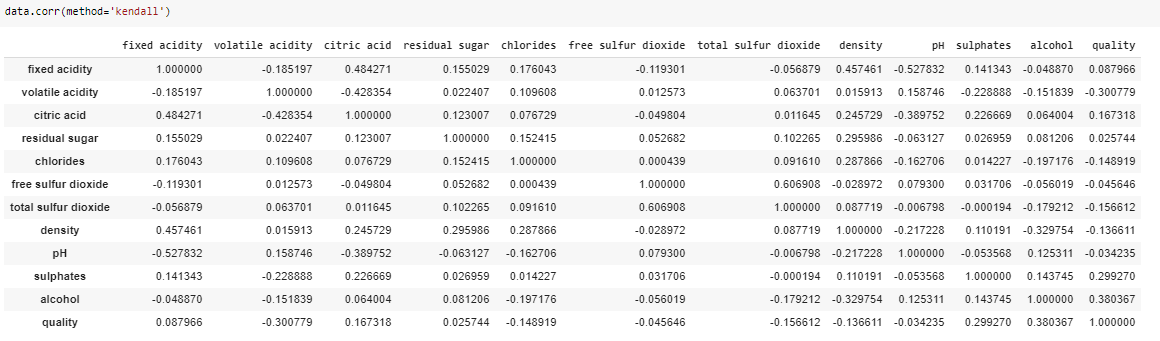 data.corr(method='kendall')
fixed acidity volatile acidity citric acid residual sugar chlorides free sulfur dioxide total sulfur dioxide density pH sulphates alcohol quality
fixed acidity 1.000000 -0.185197 0.484271 0.155029 0.176043 -0.119301 -0.056879 0.457461 -0.527832 0.141343 -0.048870 0.087966
volatile acidity -0.185197 1.000000 -0.428354 0.022407 0.109608 0.012573 0.063701 0.015913 0.158746 -0.228888 -0.151839 -0.300779
citric acid 0.484271 -0.428354 1.000000 0.123007 0.076729 -0.049804 0.011645 0.245729 -0.389752 0.226669 0.064004 0.167318
residual sugar 0.155029 0.022407 0.123007 1.000000 0.152415 0.052682 0.102265 0.295986 -0.063127 0.026959 0.081206 0.025744
chlorides 0.176043 0.109608 0.076729 0.152415 1.000000 0.000439 0.091610 0.287866 -0.162706 0.014227 -0.197176 -0.148919
free sulfur dioxide -0.119301 0.012573 -0.049804 0.052682 0.000439 1.000000 0.606908 -0.028972 0.079300 0.031706 -0.056019 -0.045646
total sulfur dioxide -0.056879 0.063701 0.011645 0.102265 0.091610 0.606908 1.000000 0.087719 -0.006798 -0.000194 -0.179212 -0.156612
density 0.457461 0.015913 0.245729 0.295986 0.287866 -0.028972 0.087719 1.000000 -0.217228 0.110191 -0.329754 -0.136611
pH -0.527832 0.158746 -0.389752 -0.063127 -0.162706 0.079300 -0.006798 -0.217228 1.000000 -0.053568 0.125311 -0.034235
sulphates 0.141343 -0.228888 0.226669 0.026959 0.014227 0.031706 -0.000194 0.110191 -0.053568 1.000000 0.143745 0.299270
alcohol -0.048870 -0.151839 0.064004 0.081206 -0.197176 -0.056019 -0.179212 -0.329754 0.125311 0.143745 1.000000 0.380367
quality 0.087966 -0.300779 0.167318 0.025744 -0.148919 -0.045646 -0.156612 -0.136611 -0.034235 0.299270 0.380367 1.000000